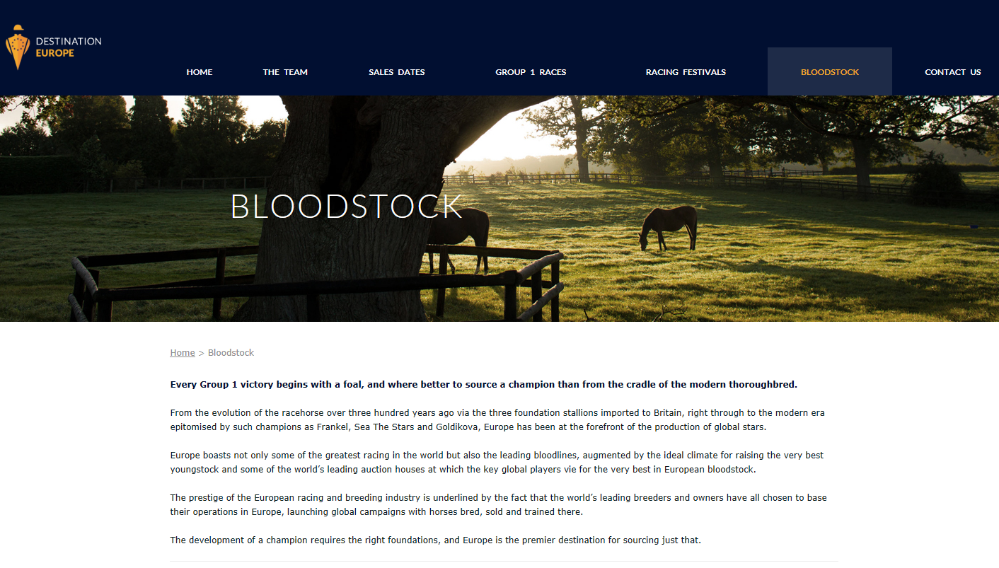 DESTINATION
EUROPE
HOME THE TEAM SALES DATES GROUP 1 RACES RACING FESTIVALS BLOODSTOCK CONTACT US
BLOODSTOCK
Home > Bloodstock
Every Group 1 victory begins with a foal, and where better to source a champion than from the cradle of the modern thoroughbred.
From the evolution of the racehorse over three hundred years ago via the three foundation stallions imported to Britain, right through to the modern era
epitomised by such champions as Frankel, Sea The Stars and Goldikova, Europe has been at the forefront of the production of global stars.
Europe boasts not only some of the greatest racing in the world but also the leading bloodlines, augmented by the ideal climate for raising the very best
youngstock and some of the world’s leading auction houses at which the key global players vie for the very best in European bloodstock.
The prestige of the European racing and breeding industry is underlined by the fact that the world’s leading breeders and owners have all chosen to base
their operations in Europe, launching global campaigns with horses bred, sold and trained there.
The development of a champion requires the right foundations, and Europe is the premier destination for sourcing just that.